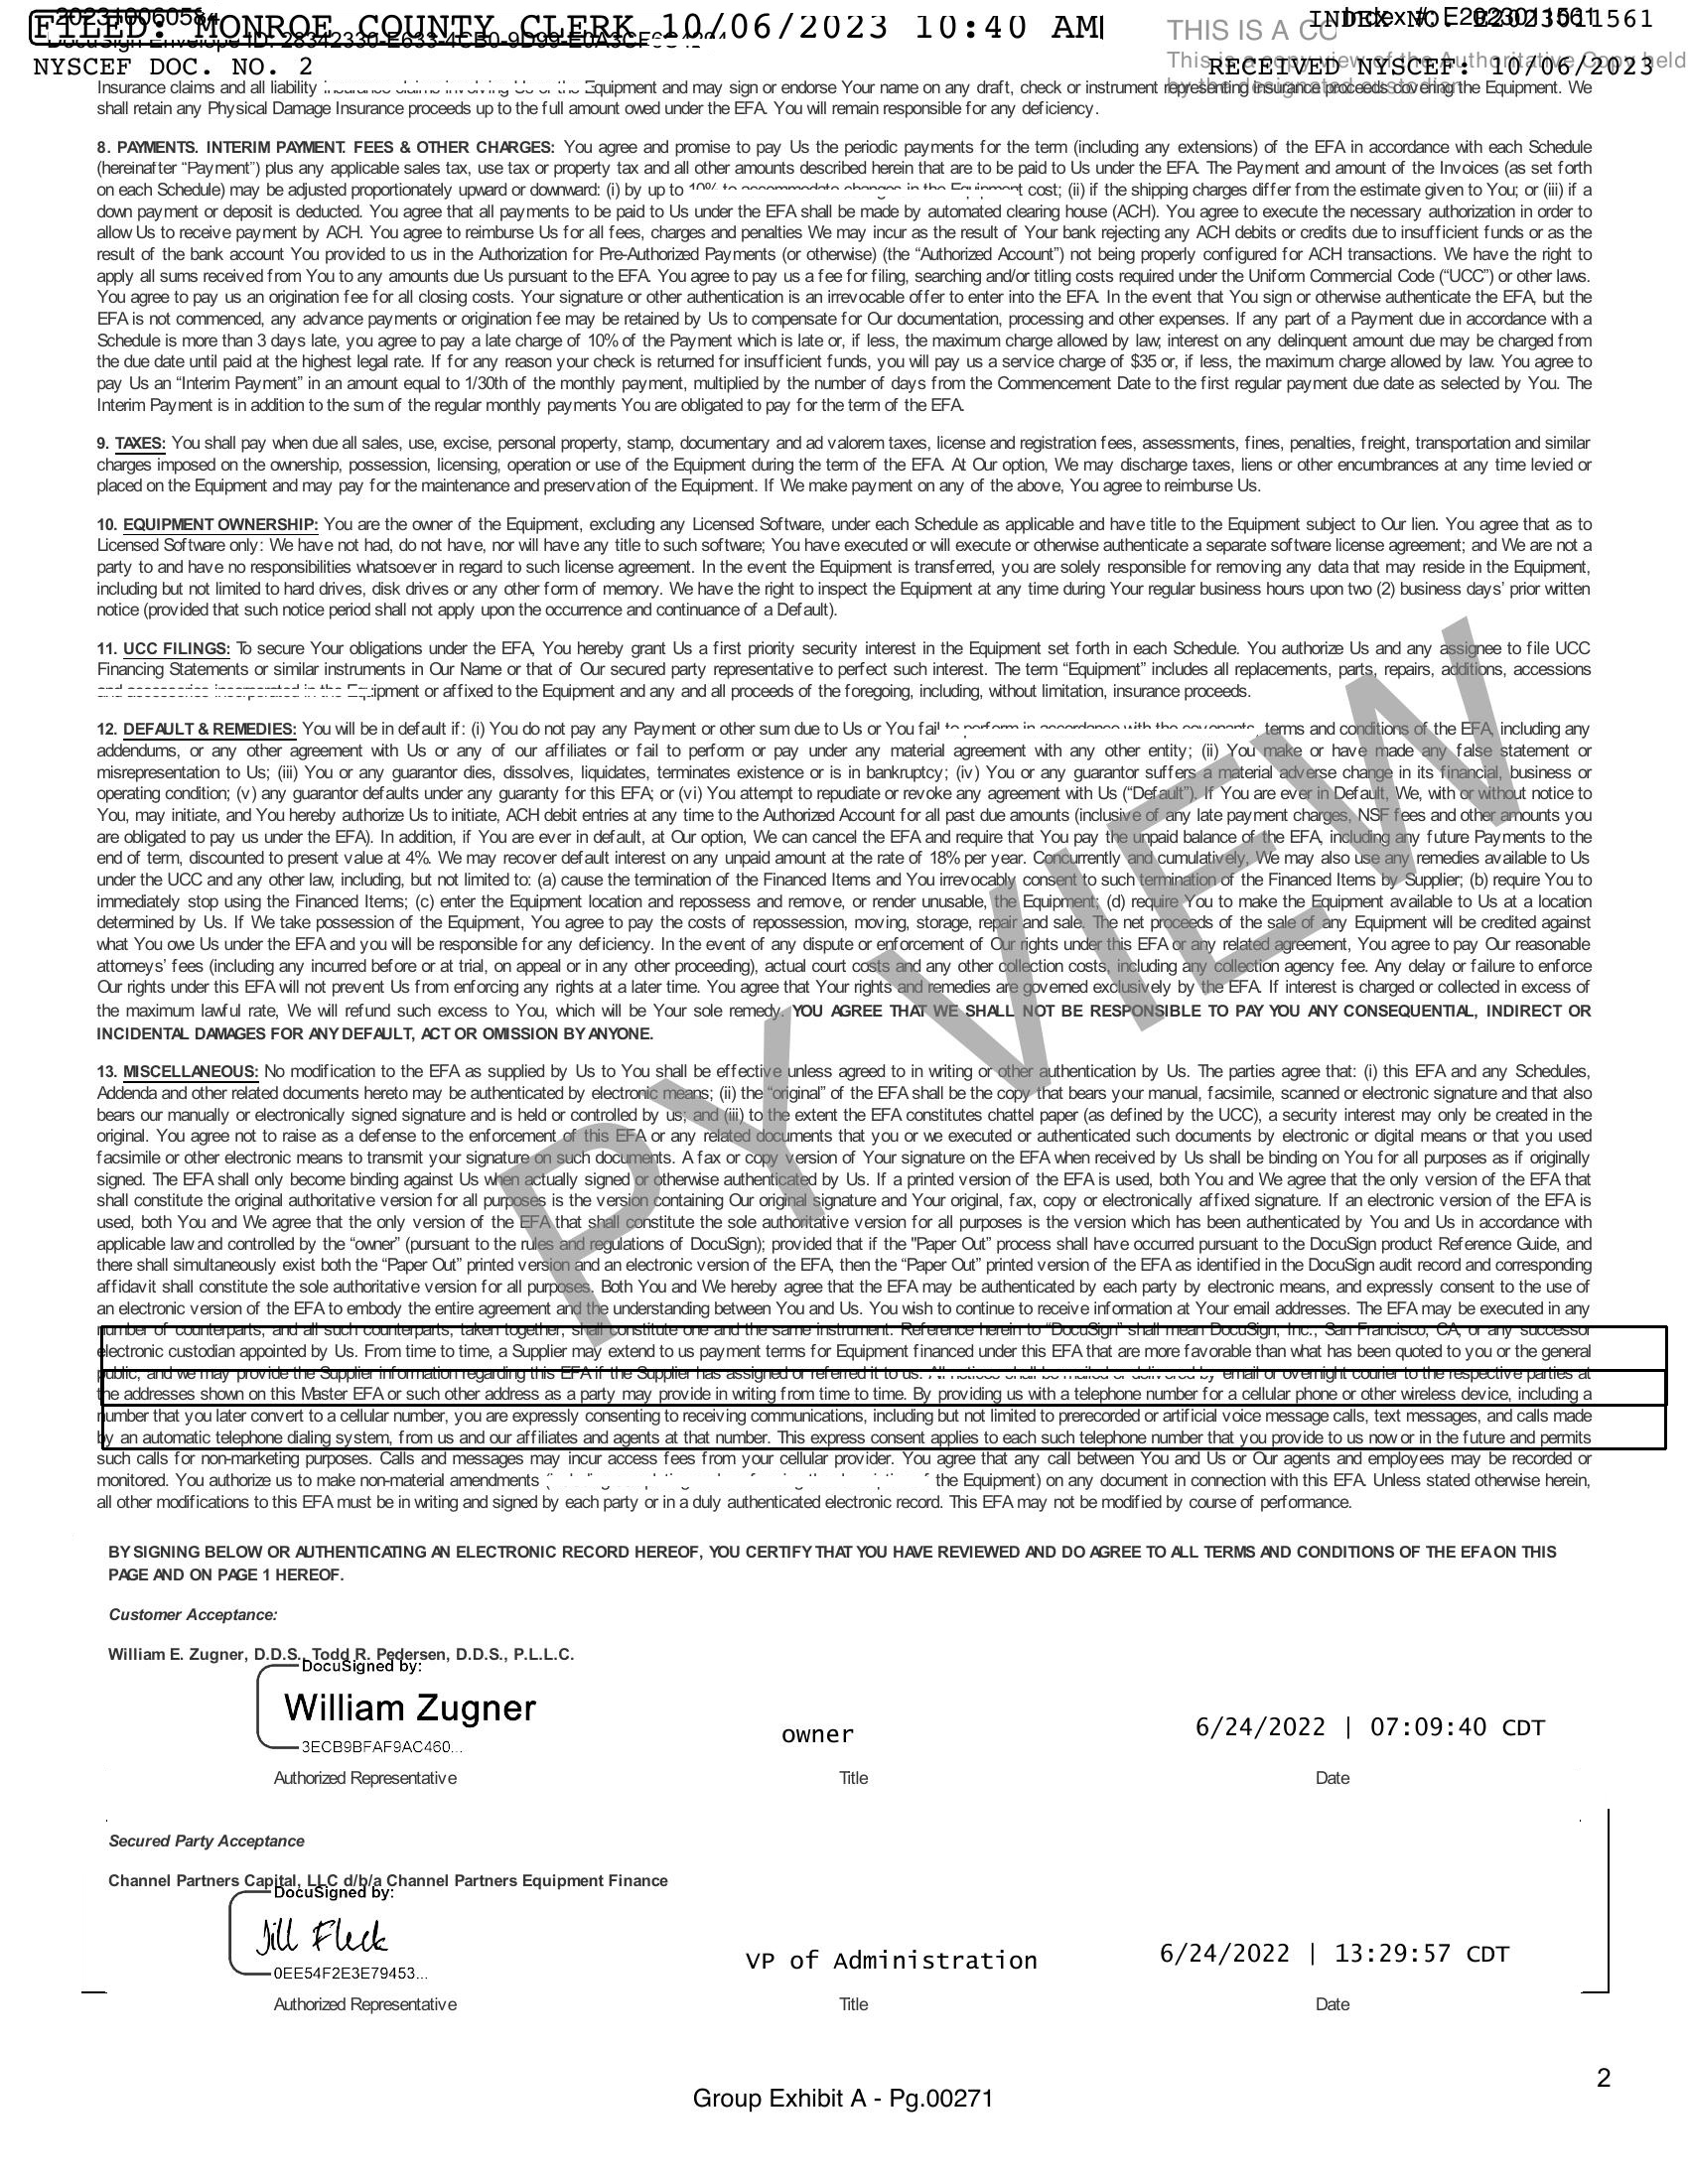 202310060584
Index #: E2023011561
FILED: MONROE COUNTY CLERK 10/06/2023 10:40 AM
INDEX NO. E2023011561
DocuSign Envelope ID: 28342330-E633-4CB0-9D99-
THIS IS A CO
NYSCEF DOC. NO. 2
This is a copy view of the Authoritative Copy held
RECEIVED NYSCEF: 10/06/2023
by the designated custodian
Insurance claims and all liability insurance claims involving Us or the Equipment and may sign or endorse Your name on any draft, check or instrument representing insurance proceeds covering the Equipment. We
shall retain any Physical Damage Insurance proceeds up to the full amount owed under the EFA. You will remain responsible for any deficiency.
8. PAYMENTS. INTERIM PAYMENT. FEES & OTHER CHARGES: You agree and promise to pay Us the periodic payments for the term (including any extensions) of the EFA in accordance with each Schedule
(hereinafter “Payment”) plus any applicable sales tax, use tax or property tax and all other amounts described herein that are to be paid to Us under the EFA. The Payment and amount of the Invoices (as set forth
on each Schedule) may be adjusted proportionately upward or downward: (i) by up to 10% to accommodate changes in the Equipment cost; (ii) if the shipping charges differ from the estimate given to You; or (iii) if a
down payment or deposit is deducted. You agree that all payments to be paid to Us under the EFA shall be made by automated clearing house (ACH). You agree to execute the necessary authorization in order to
allow Us to receive payment by ACH. You agree to reimburse Us for all fees, charges and penalties We may incur as the result of Your bank rejecting any ACH debits or credits due to insufficient funds or as the
result of the bank account You provided to us in the Authorization for Pre-Authorized Payments (or otherwise) (the “Authorized Account”) not being properly configured for ACH transactions. We have the right to
apply all sums received from You to any amounts due Us pursuant to the EFA. You agree to pay us a fee for filing, searching and/or titling costs required under the Uniform Commercial Code (“UCC”) or other laws.
You agree to pay us an origination fee for all closing costs. Your signature or other authentication is an irrevocable offer to enter into the EFA. In the event that You sign or otherwise authenticate the EFA, but the
EFA is not commenced, any advance payments or origination fee may be retained by Us to compensate for Our documentation, processing and other expenses. If any part of a Payment due in accordance with a
Schedule is more than 3 days late, you agree to pay a late charge of 10% of the Payment which is late or, if less, the maximum charge allowed by law; interest on any delinquent amount due may be charged from
the due date until paid at the highest legal rate. If for any reason your check is returned for insufficient funds, you will pay us a service charge of $35 or, if less, the maximum charge allowed by law. You agree to
pay Us an “Interim Payment” in an amount equal to 1/30th of the monthly payment, multiplied by the number of days from the Commencement Date to the first regular payment due date as selected by You. The
Interim Payment is in addition to the sum of the regular monthly payments You are obligated to pay for the term of the EFA.
9. TAXES: You shall pay when due all sales, use, excise, personal property, stamp, documentary and ad valorem taxes, license and registration fees, assessments, fines, penalties, freight, transportation and similar
charges imposed on the ownership, possession, licensing, operation or use of the Equipment during the term of the EFA. At Our option, We may discharge taxes, liens or other encumbrances at any time levied or
placed on the Equipment and may pay for the maintenance and preservation of the Equipment. If We make payment on any of the above, You agree to reimburse Us.
10. EQUIPMENT OWNERSHIP: You are the owner of the Equipment, excluding any Licensed Software, under each Schedule as applicable and have title to the Equipment subject to Our lien. You agree that as to
Licensed Software only: We have not had, do not have, nor will have any title to such software; You have executed or will execute or otherwise authenticate a separate software license agreement; and We are not a
party to and have no responsibilities whatsoever in regard to such license agreement. In the event the Equipment is transferred, you are solely responsible for removing any data that may reside in the Equipment,
including but not limited to hard drives, disk drives or any other form of memory. We have the right to inspect the Equipment at any time during Your regular business hours upon two (2) business days’ prior written
notice (provided that such notice period shall not apply upon the occurrence and continuance of a Default).
11. UCC FILINGS: To secure Your obligations under the EFA, You hereby grant Us a first priority security interest in the Equipment set forth in each Schedule. You authorize Us and any assignee to file UCC
Financing Statements or similar instruments in Our Name or that of Our secured party representative to perfect such interest. The term “Equipment” includes all replacements, parts, repairs, additions, accessions
and accessories incorporated in the Equipment or affixed to the Equipment and any and all proceeds of the foregoing, including, without limitation, insurance proceeds.
12. DEFAULT & REMEDIES: You will be in default if: (i) You do not pay any Payment or other sum due to Us or You fail to perform in accordance with the covenants, terms and conditions of the EFA, including any
addendums, or any other agreement with Us or any of our affiliates or fail to perform or pay under any material agreement with any other entity; (ii) You make or have made any false statement or
misrepresentation to Us; (iii) You or any guarantor dies, dissolves, liquidates, terminates existence or is in bankruptcy; (iv) You or any guarantor suffers a material adverse change in its financial, business or
operating condition; (v) any guarantor defaults under any guaranty for this EFA; or (vi) You attempt to repudiate or revoke any agreement with Us (“Default”). If You are ever in Default, We, with or without notice to
You, may initiate, and You hereby authorize Us to initiate, ACH debit entries at any time to the Authorized Account for all past due amounts (inclusive of any late payment charges, NSF fees and other amounts you
are obligated to pay us under the EFA). In addition, if You are ever in default, at Our option, We can cancel the EFA and require that You pay the unpaid balance of the EFA, including any future Payments to the
end of term, discounted to present value at 4%. We may recover default interest on any unpaid amount at the rate of 18% per year. Concurrently and cumulatively, We may also use any remedies available to Us
under the UCC and any other law, including, but not limited to: (a) cause the termination of the Financed Items and You irrevocably consent to such termination of the Financed Items by Supplier; (b) require You to
immediately stop using the Financed Items; (c) enter the Equipment location and repossess and remove, or render unusable, the Equipment; (d) require You to make the Equipment available to Us at a location
determined by Us. If We take possession of the Equipment, You agree to pay the costs of repossession, moving, storage, repair and sale. The net proceeds of the sale of any Equipment will be credited against
what You owe Us under the EFA and you will be responsible for any deficiency. In the event of any dispute or enforcement of Our rights under this EFA or any related agreement, You agree to pay Our reasonable
attorneys’ fees (including any incurred before or at trial, on appeal or in any other proceeding), actual court costs and any other collection costs, including any collection agency fee. Any delay or failure to enforce
Our rights under this EFA will not prevent Us from enforcing any rights at a later time. You agree that Your rights and remedies are governed exclusively by the EFA. If interest is charged or collected in excess of
the maximum lawful rate, We will refund such excess to You, which will be Your sole remedy. YOU AGREE THAT WE SHALL NOT BE RESPONSIBLE TO PAY YOU ANY CONSEQUENTIAL, INDIRECT OR
INCIDENTAL DAMAGES FOR ANY DEFAULT, ACT OR OMISSION BY ANYONE.
13. MISCELLANEOUS: No modification to the EFA as supplied by Us to You shall be effective unless agreed to in writing or other authentication by Us. The parties agree that: (i) this EFA and any Schedules,
Addenda and other related documents hereto may be authenticated by electronic means; (ii) the “original” of the EFA shall be the copy that bears your manual, facsimile, scanned or electronic signature and that also
bears our manually or electronically signed signature and is held or controlled by us; and (iii) to the extent the EFA constitutes chattel paper (as defined by the UCC), a security interest may only be created in the
original. You agree not to raise as a defense to the enforcement of this EFA or any related documents that you or we executed or authenticated such documents by electronic or digital means or that you used
facsimile or other electronic means to transmit your signature on such documents. A fax or copy version of Your signature on the EFA when received by Us shall be binding on You for all purposes as if originally
signed. The EFA shall only become binding against Us when actually signed or otherwise authenticated by Us. If a printed version of the EFA is used, both You and We agree that the only version of the EFA that
shall constitute the original authoritative version for all purposes is the version containing Our original signature and Your original, fax, copy or electronically affixed signature. If an electronic version of the EFA is
used, both You and We agree that the only version of the EFA that shall constitute the sole authoritative version for all purposes is the version which has been authenticated by You and Us in accordance with
applicable law and controlled by the “owner” (pursuant to the rules and regulations of DocuSign); provided that if the "Paper Out” process shall have occurred pursuant to the DocuSign product Reference Guide, and
there shall simultaneously exist both the “Paper Out” printed version and an electronic version of the EFA, then the “Paper Out” printed version of the EFA as identified in the DocuSign audit record and corresponding
affidavit shall constitute the sole authoritative version for all purposes. Both You and We hereby agree that the EFA may be authenticated by each party by electronic means, and expressly consent to the use of
an electronic version of the EFA to embody the entire agreement and the understanding between You and Us. You wish to continue to receive information at Your email addresses. The EFA may be executed in any
number of counterparts, and all such counterparts, taken together, shall constitute one and the same instrument. Reference herein to “DocuSign” shall mean DocuSign, Inc., San Francisco, CA, or any successor
electronic custodian appointed by Us. From time to time, a Supplier may extend to us payment terms for Equipment financed under this EFA that are more favorable than what has been quoted to you or the general
public, and we may provide the Supplier information regarding this EFA if the Supplier has assigned or referred it to us. All notices shall be mailed or delivered by email or overnight courier to the respective parties at
the addresses shown on this Master EFA or such other address as a party may provide in writing from time to time. By providing us with a telephone number for a cellular phone or other wireless device, including a
number that you later convert to a cellular number, you are expressly consenting to receiving communications, including but not limited to prerecorded or artificial voice message calls, text messages, and calls made
by an automatic telephone dialing system, from us and our affiliates and agents at that number. This express consent applies to each such telephone number that you provide to us now or in the future and permits
such calls for non-marketing purposes. Calls and messages may incur access fees from your cellular provider. You agree that any call between You and Us or Our agents and employees may be recorded or
monitored. You authorize us to make non-material amendments ( the Equipment) on any document in connection with this EFA. Unless stated otherwise herein,
all other modifications to this EFA must be in writing and signed by each party or in a duly authenticated electronic record. This EFA may not be modified by course of performance.
PY VIEW
BY SIGNING BELOW OR AUTHENTICATING AN ELECTRONIC RECORD HEREOF, YOU CERTIFY THAT YOU HAVE REVIEWED AND DO AGREE TO ALL TERMS AND CONDITIONS OF THE EFA ON THIS
PAGE AND ON PAGE 1 HEREOF.
Customer Acceptance:
William E. Zugner, D.D.S., Todd R. Pedersen, D.D.S., P.L.L.C.
DocuSigned by:
William Zugner
owner
6/24/2022 | 07:09:40 CDT
3ECB9BFAF9AC460...
Authorized Representative
Title
Date
Secured Party Acceptance
Channel Partners Capital, LLC d/b/a Channel Partners Equipment Finance
DocuSigned by:
Jill Fleck
VP of Administration
6/24/2022 | 13:29:57 CDT
0EE54F2E3E79453...
Authorized Representative
Title
Date
2
Group Exhibit A - Pg.00271